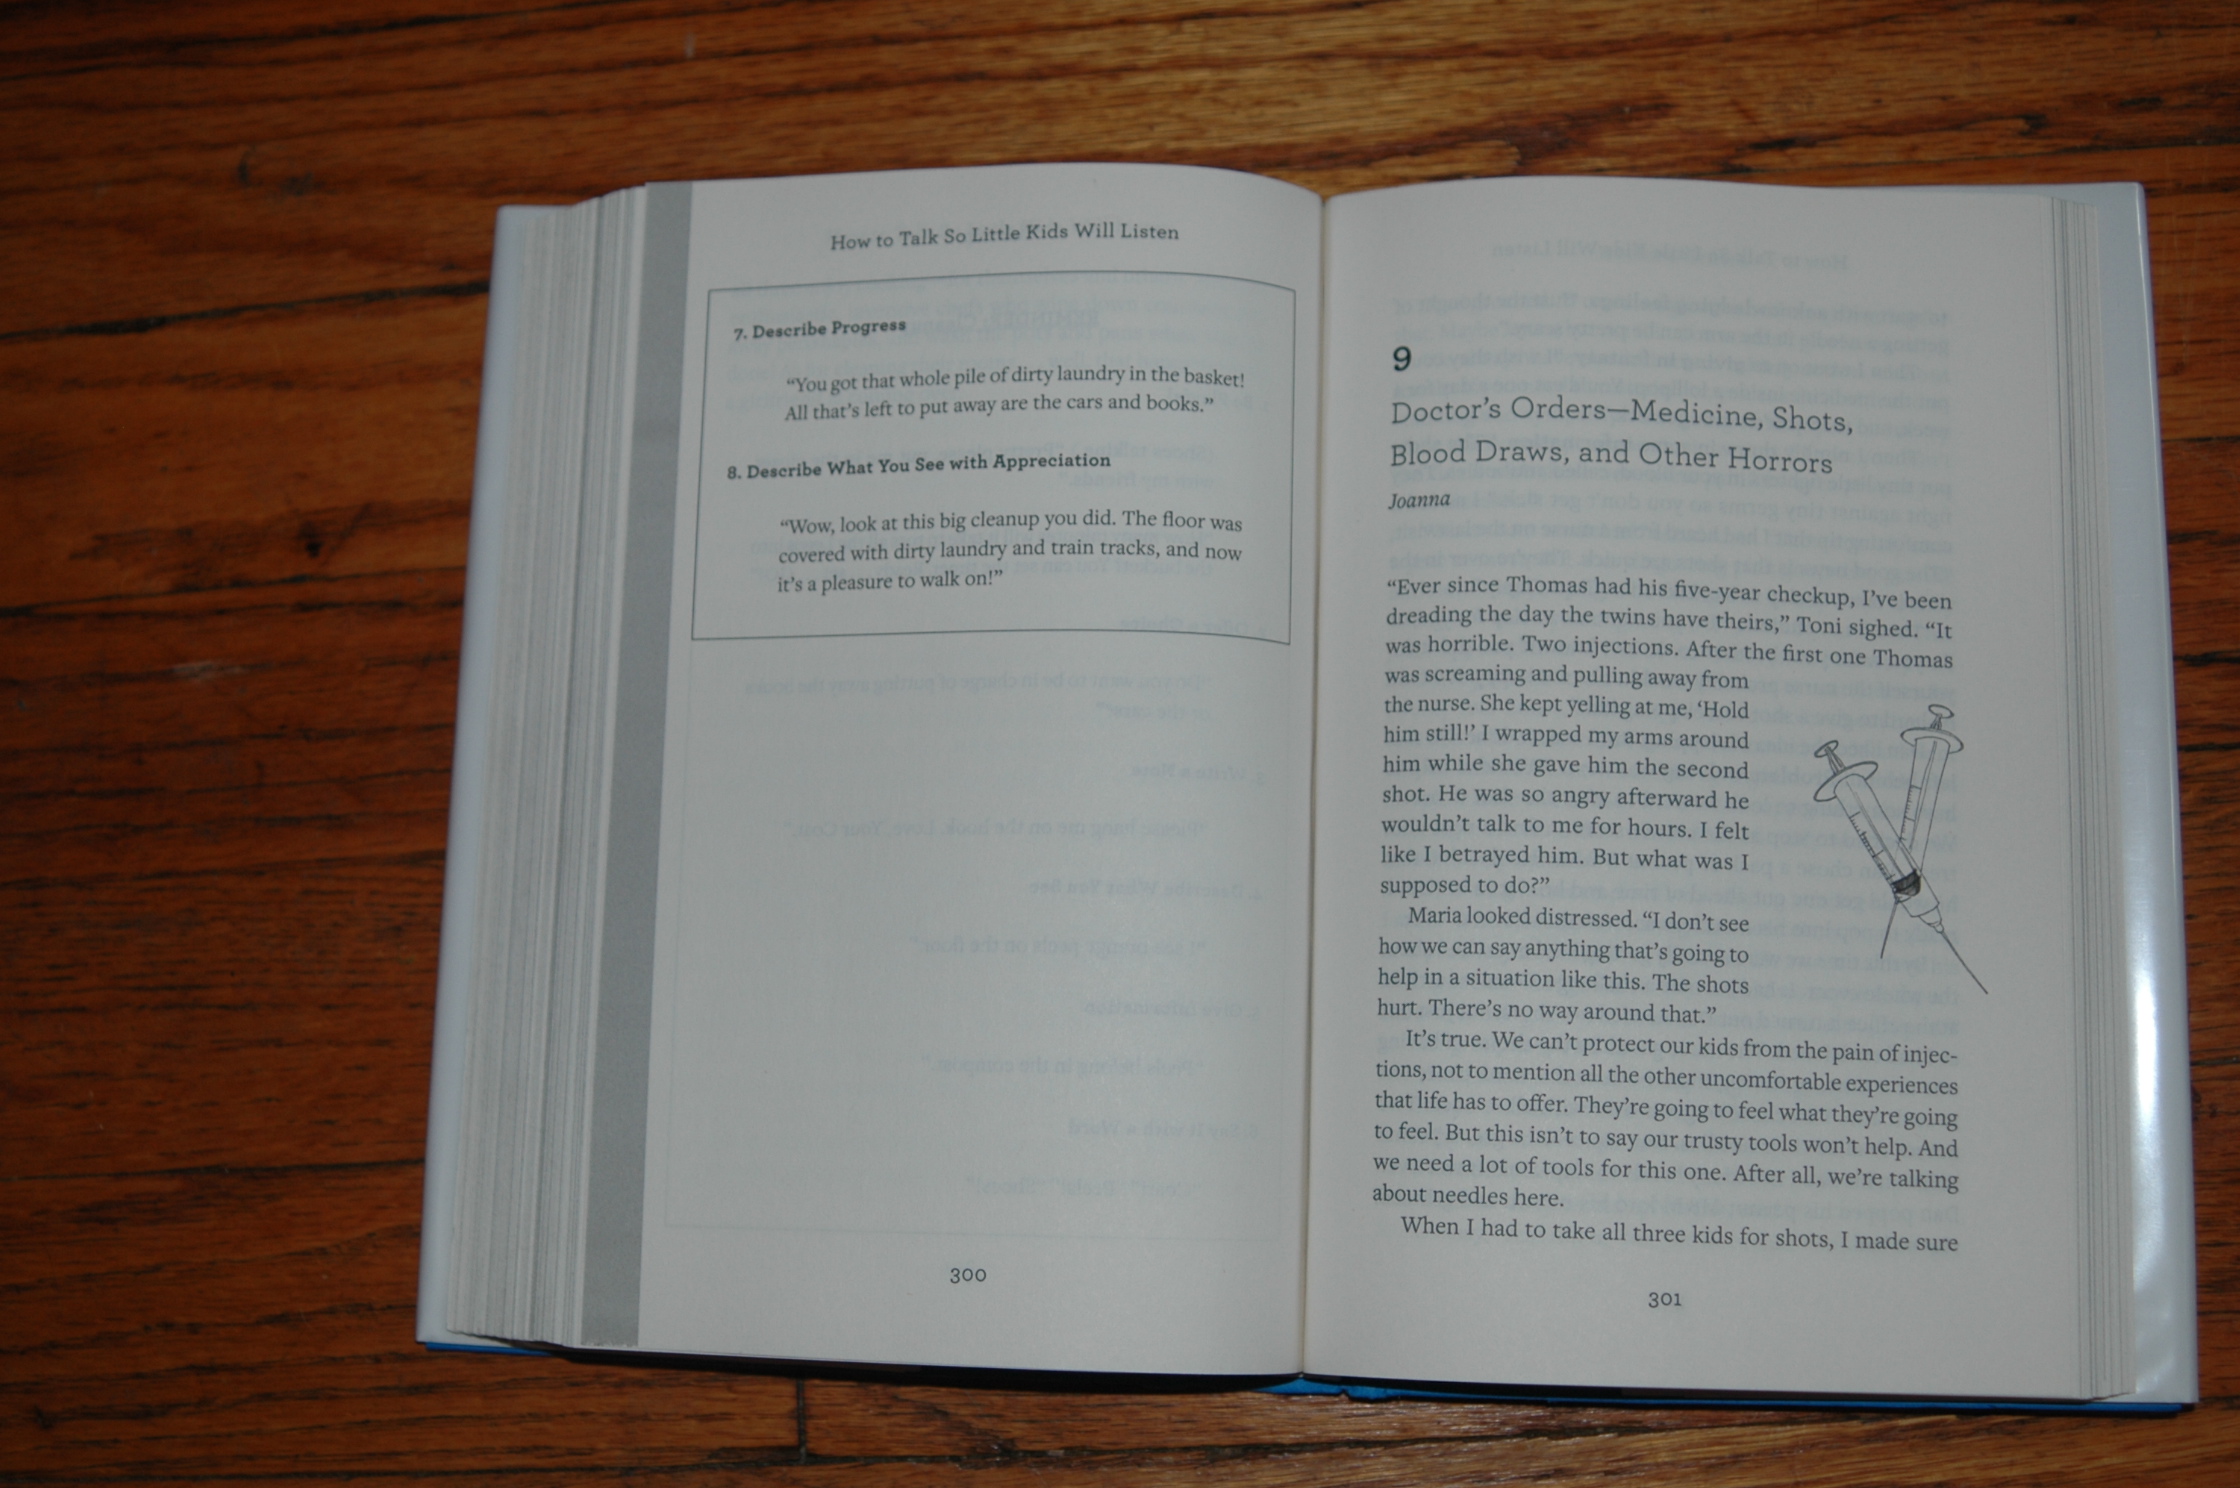 How to Talk So Little Kids Will Listen
7. Describe Progress
“You got that whole pile of dirty laundry in the basket!
All that’s left to put away are the cars and books.”
8. Describe What You See with Appreciation
“Wow, look at this big cleanup you did. The floor was
covered with dirty laundry and train tracks, and now
it’s a pleasure to walk on!”
300
9
Doctor’s Orders—Medicine, Shots,
Blood Draws, and Other Horrors
Joanna
“Ever since Thomas had his five-year checkup, I’ve been
dreading the day the twins have theirs,” Toni sighed. “It
was horrible. Two injections. After the first one Thomas
was screaming and pulling away from
the nurse. She kept yelling at me, ‘Hold
him still!’ I wrapped my arms around
him while she gave him the second
shot. He was so angry afterward he
wouldn’t talk to me for hours. I felt
like I betrayed him. But what was I
supposed to do?”
Maria looked distressed. “I don’t see
how we can say anything that’s going to
help in a situation like this. The shots
hurt. There’s no way around that.”
It’s true. We can’t protect our kids from the pain of injec-
tions, not to mention all the other uncomfortable experiences
that life has to offer. They’re going to feel what they’re going
to feel. But this isn’t to say our trusty tools won’t help. And
we need a lot of tools for this one. After all, we’re talking
about needles here.
When I had to take all three kids for shots, I made sure
301